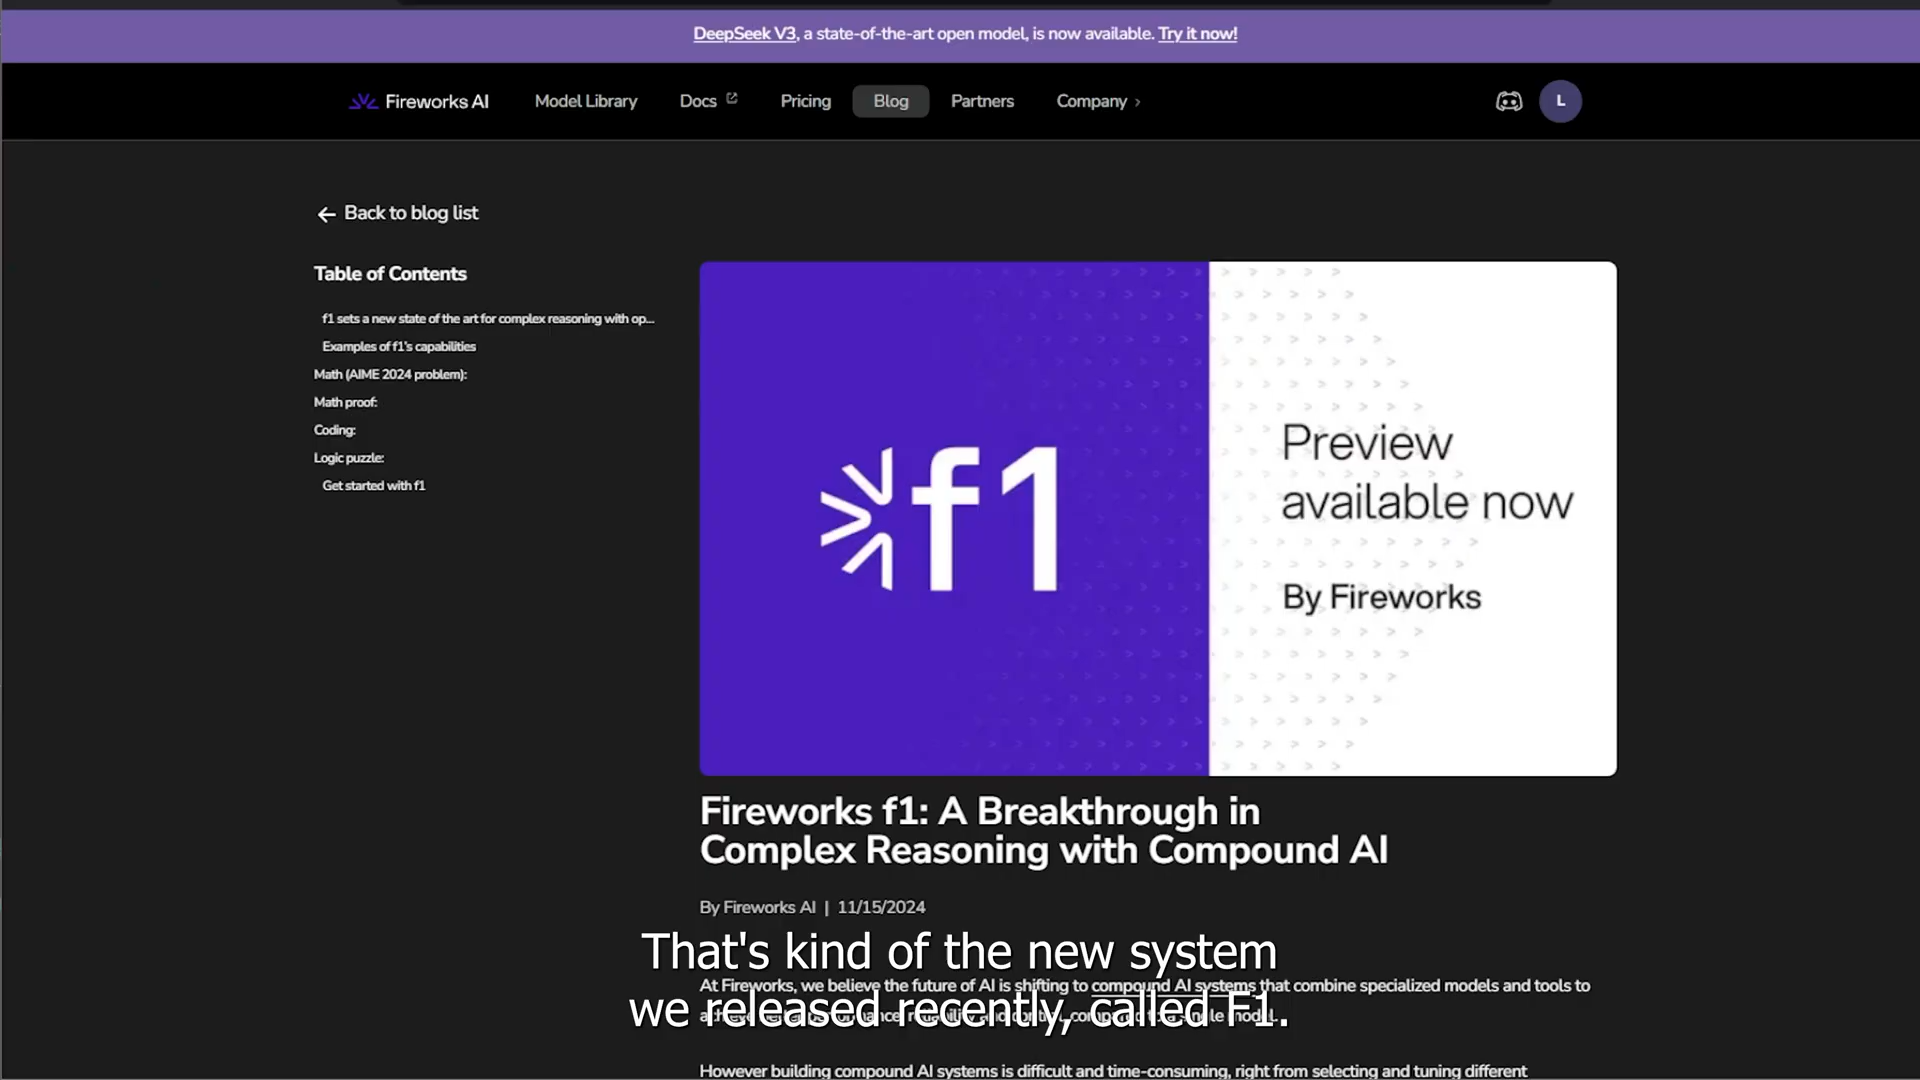 DeepSeek V3, a state-of-the-art open model, is now available. Try it now!
Fireworks AI
Model Library
Docs
Pricing
Blog
Partners
Company
L
Back to blog list
Table of Contents
f1 sets a new state of the art for complex reasoning with op...
Examples of f1's capabilities
Math (AIME 2024 problem):
Math proof:
Coding:
Logic puzzle:
Get started with f1
f1
Preview
available now
By Fireworks
Fireworks f1: A Breakthrough in
Complex Reasoning with Compound AI
By Fireworks AI | 11/15/2024
That's kind of the new system
At Fireworks, we believe the future of AI is shifting to compound AI systems that combine specialized models and tools to
we released recently, called F1.
However building compound AI systems is difficult and time-consuming, right from selecting and tuning different